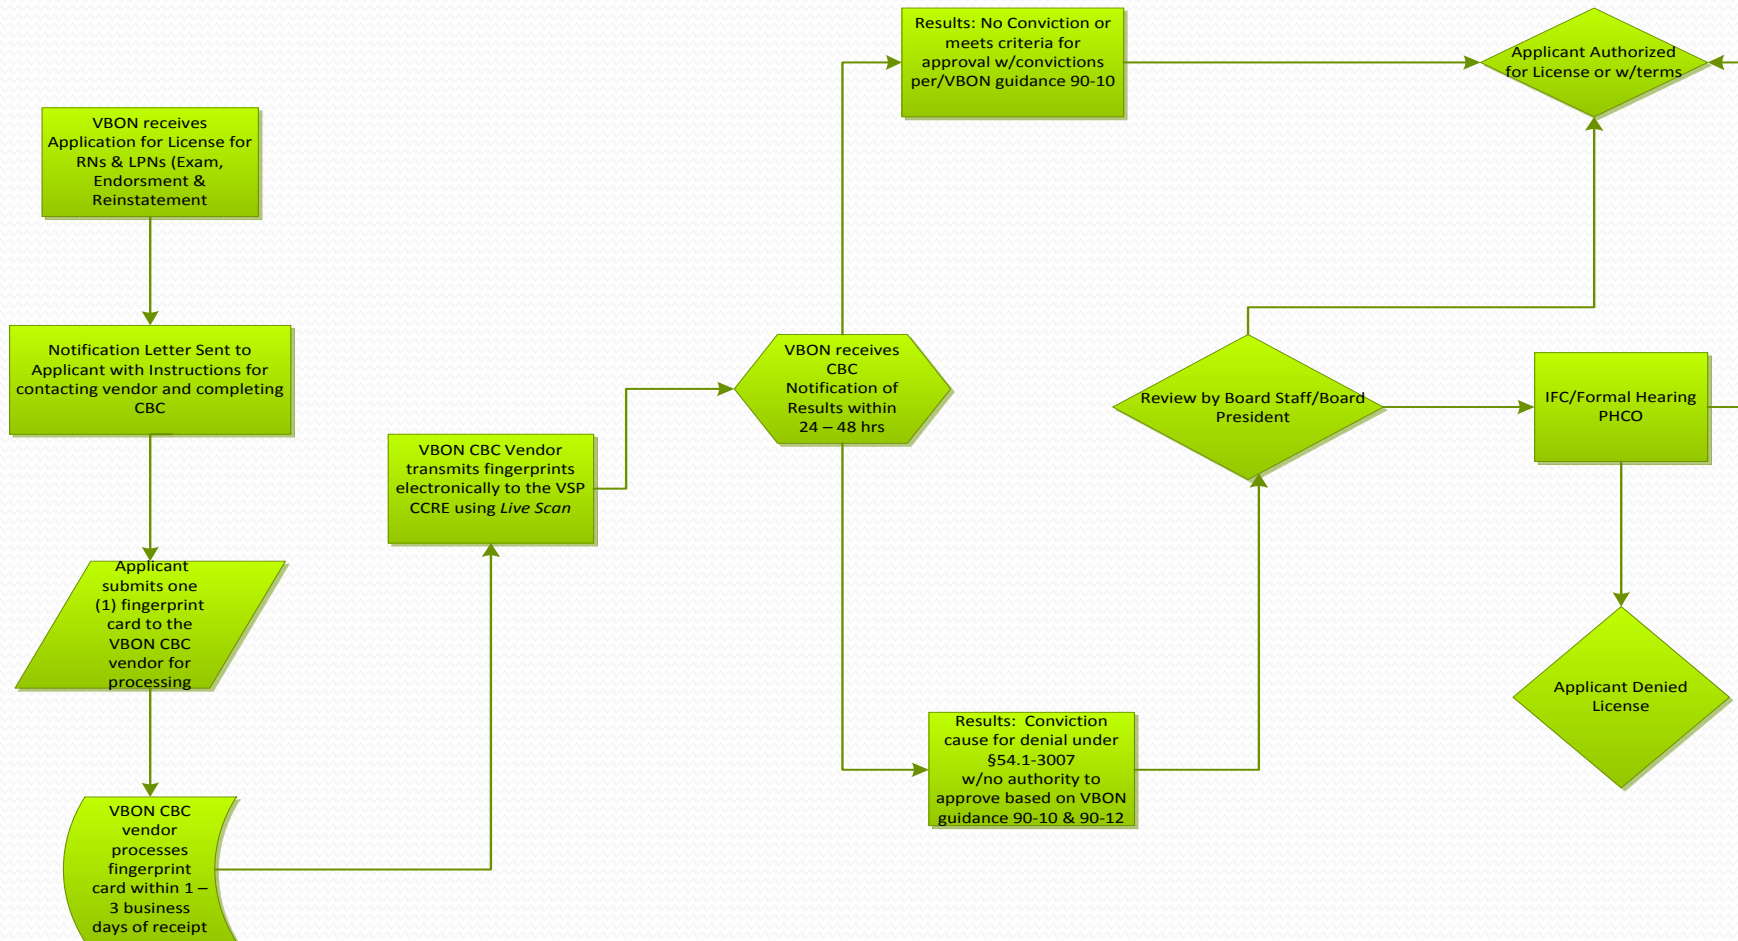 VBON receives
Application for License for
RNs & LPNs (Exam,
Endorsment &
Reinstatement
Notification Letter Sent to
Applicant with Instructions for
contacting vendor and completing
CBC
Applicant
submits one
(1) fingerprint
card to the
VBON CBC
vendor for
processing
VBON CBC
vendor
processes
fingerprint
card within 1 –
3 business
days of receipt
VBON CBC Vendor
transmits fingerprints
electronically to the VSP
CCRE using Live Scan
VBON receives
CBC
Notification of
Results within
24 – 48 hrs
Results: No Conviction or
meets criteria for
approval w/convictions
per/VBON guidance 90-10
Results:  Conviction
cause for denial under
§54.1-3007
w/no authority to
approve based on VBON
guidance 90-10 & 90-12
Review by Board Staff/Board
President
Applicant Authorized
for License or w/terms
IFC/Formal Hearing
PHCO
Applicant Denied
License